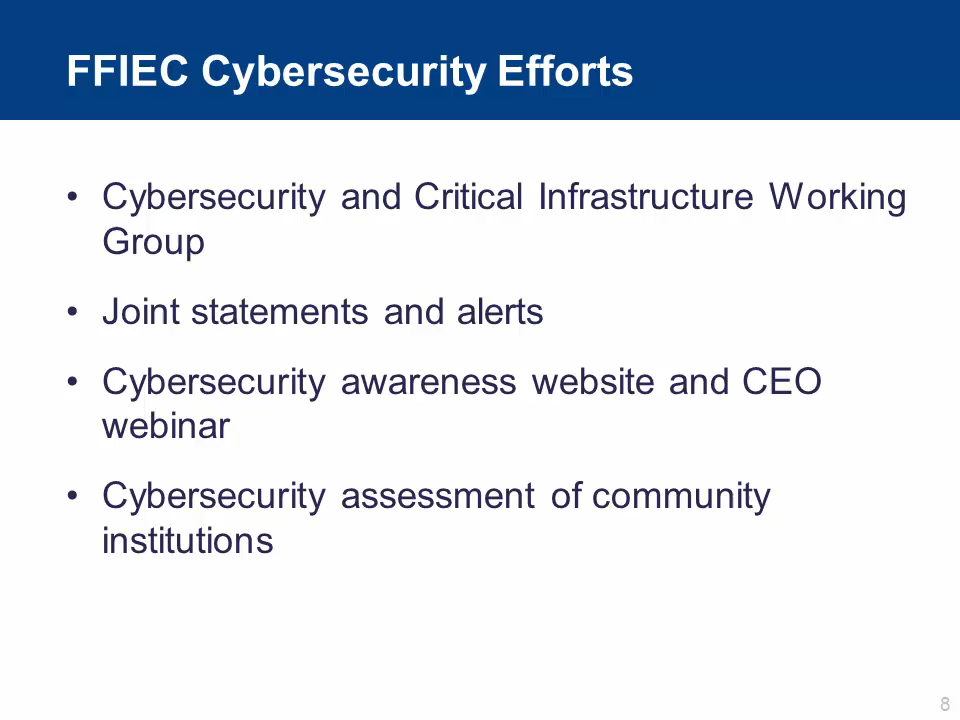 FFIEC Cybersecurity Efforts
• Cybersecurity and Critical Infrastructure Working
Group
• Joint statements and alerts
• Cybersecurity awareness website and CEO
webinar
• Cybersecurity assessment of community
institutions
8